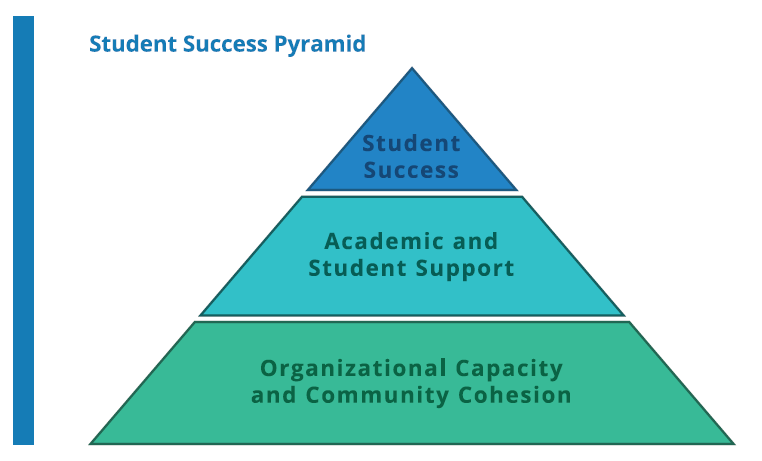 Student Success Pyramid
Student
Success
Academic and
Student Support
Organizational Capacity
and Community Cohesion